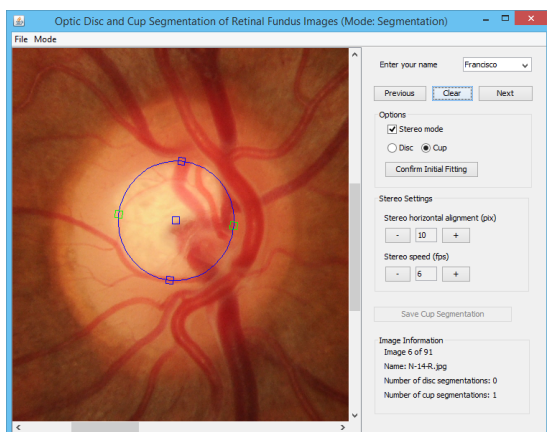 Optic Disc and Cup Segmentation of Retinal Fundus Images (Mode: Segmentation)
File Mode
Enter your name Francisco
Previous Clear Next
Options
Stereo mode
Disc Cup
Confirm Initial Fitting
Stereo Settings
Stereo horizontal alignment (pix)
- 10 +
Stereo speed (fps)
- 6 +
Save Cup Segmentation
Image Information
Image 6 of 91
Name: N-14-R.jpg
Number of disc segmentations: 0
Number of cup segmentations: 1